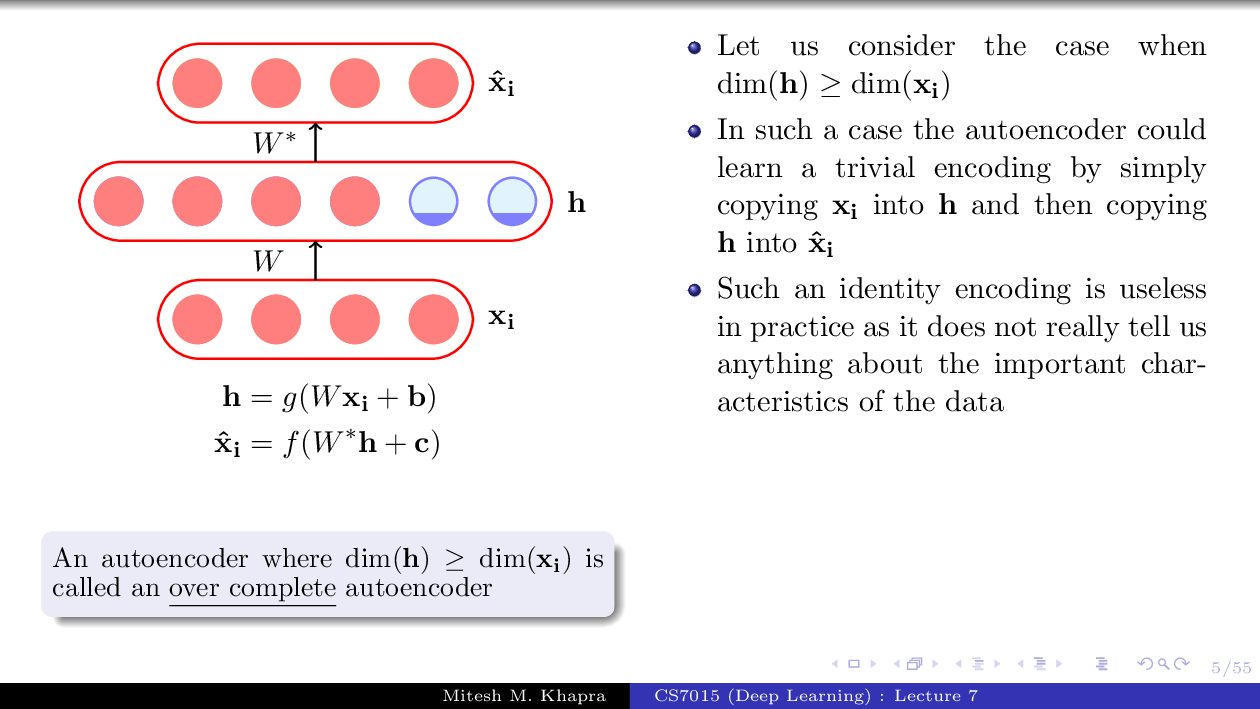 x̂ᵢ
W*
h
W
xᵢ
h = g(Wxᵢ + b)
x̂ᵢ = f(W*h + c)
An autoencoder where dim(h) ≥ dim(xᵢ) is
called an over complete autoencoder
Let us consider the case when
dim(h) ≥ dim(xᵢ)
In such a case the autoencoder could
learn a trivial encoding by simply
copying xᵢ into h and then copying
h into x̂ᵢ
Such an identity encoding is useless
in practice as it does not really tell us
anything about the important char-
acteristics of the data
5/55
Mitesh M. Khapra
CS7015 (Deep Learning) : Lecture 7